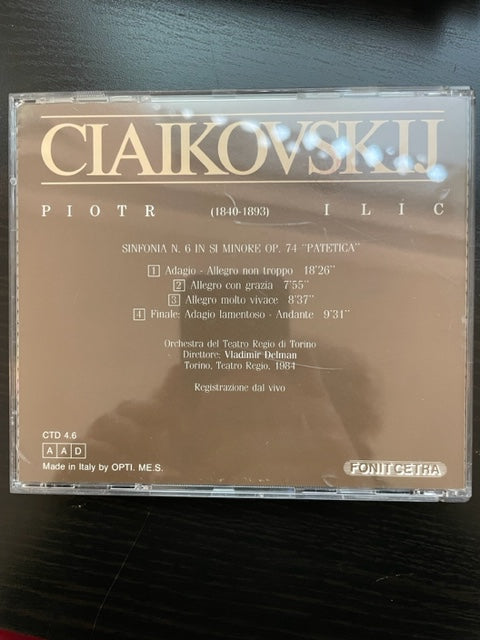 CIAIKOVSKIJ
PIOTR (1840-1893) ILIC
SINFONIA N. 6 IN SI MINORE OP. 74 "PATETICA"
1 Adagio - Allegro non troppo 18'26"
2 Allegro con grazia 7'55"
3 Allegro molto vivace 8'37"
4 Finale: Adagio lamentoso - Andante 9'31"
Orchestra del Teatro Regio di Torino
Direttore: Vladimir Delman
Torino, Teatro Regio, 1984
Registrazione dal vivo
CTD 4.6
A A D
Made in Italy by OPTI. ME.S.
FONIT CETRA